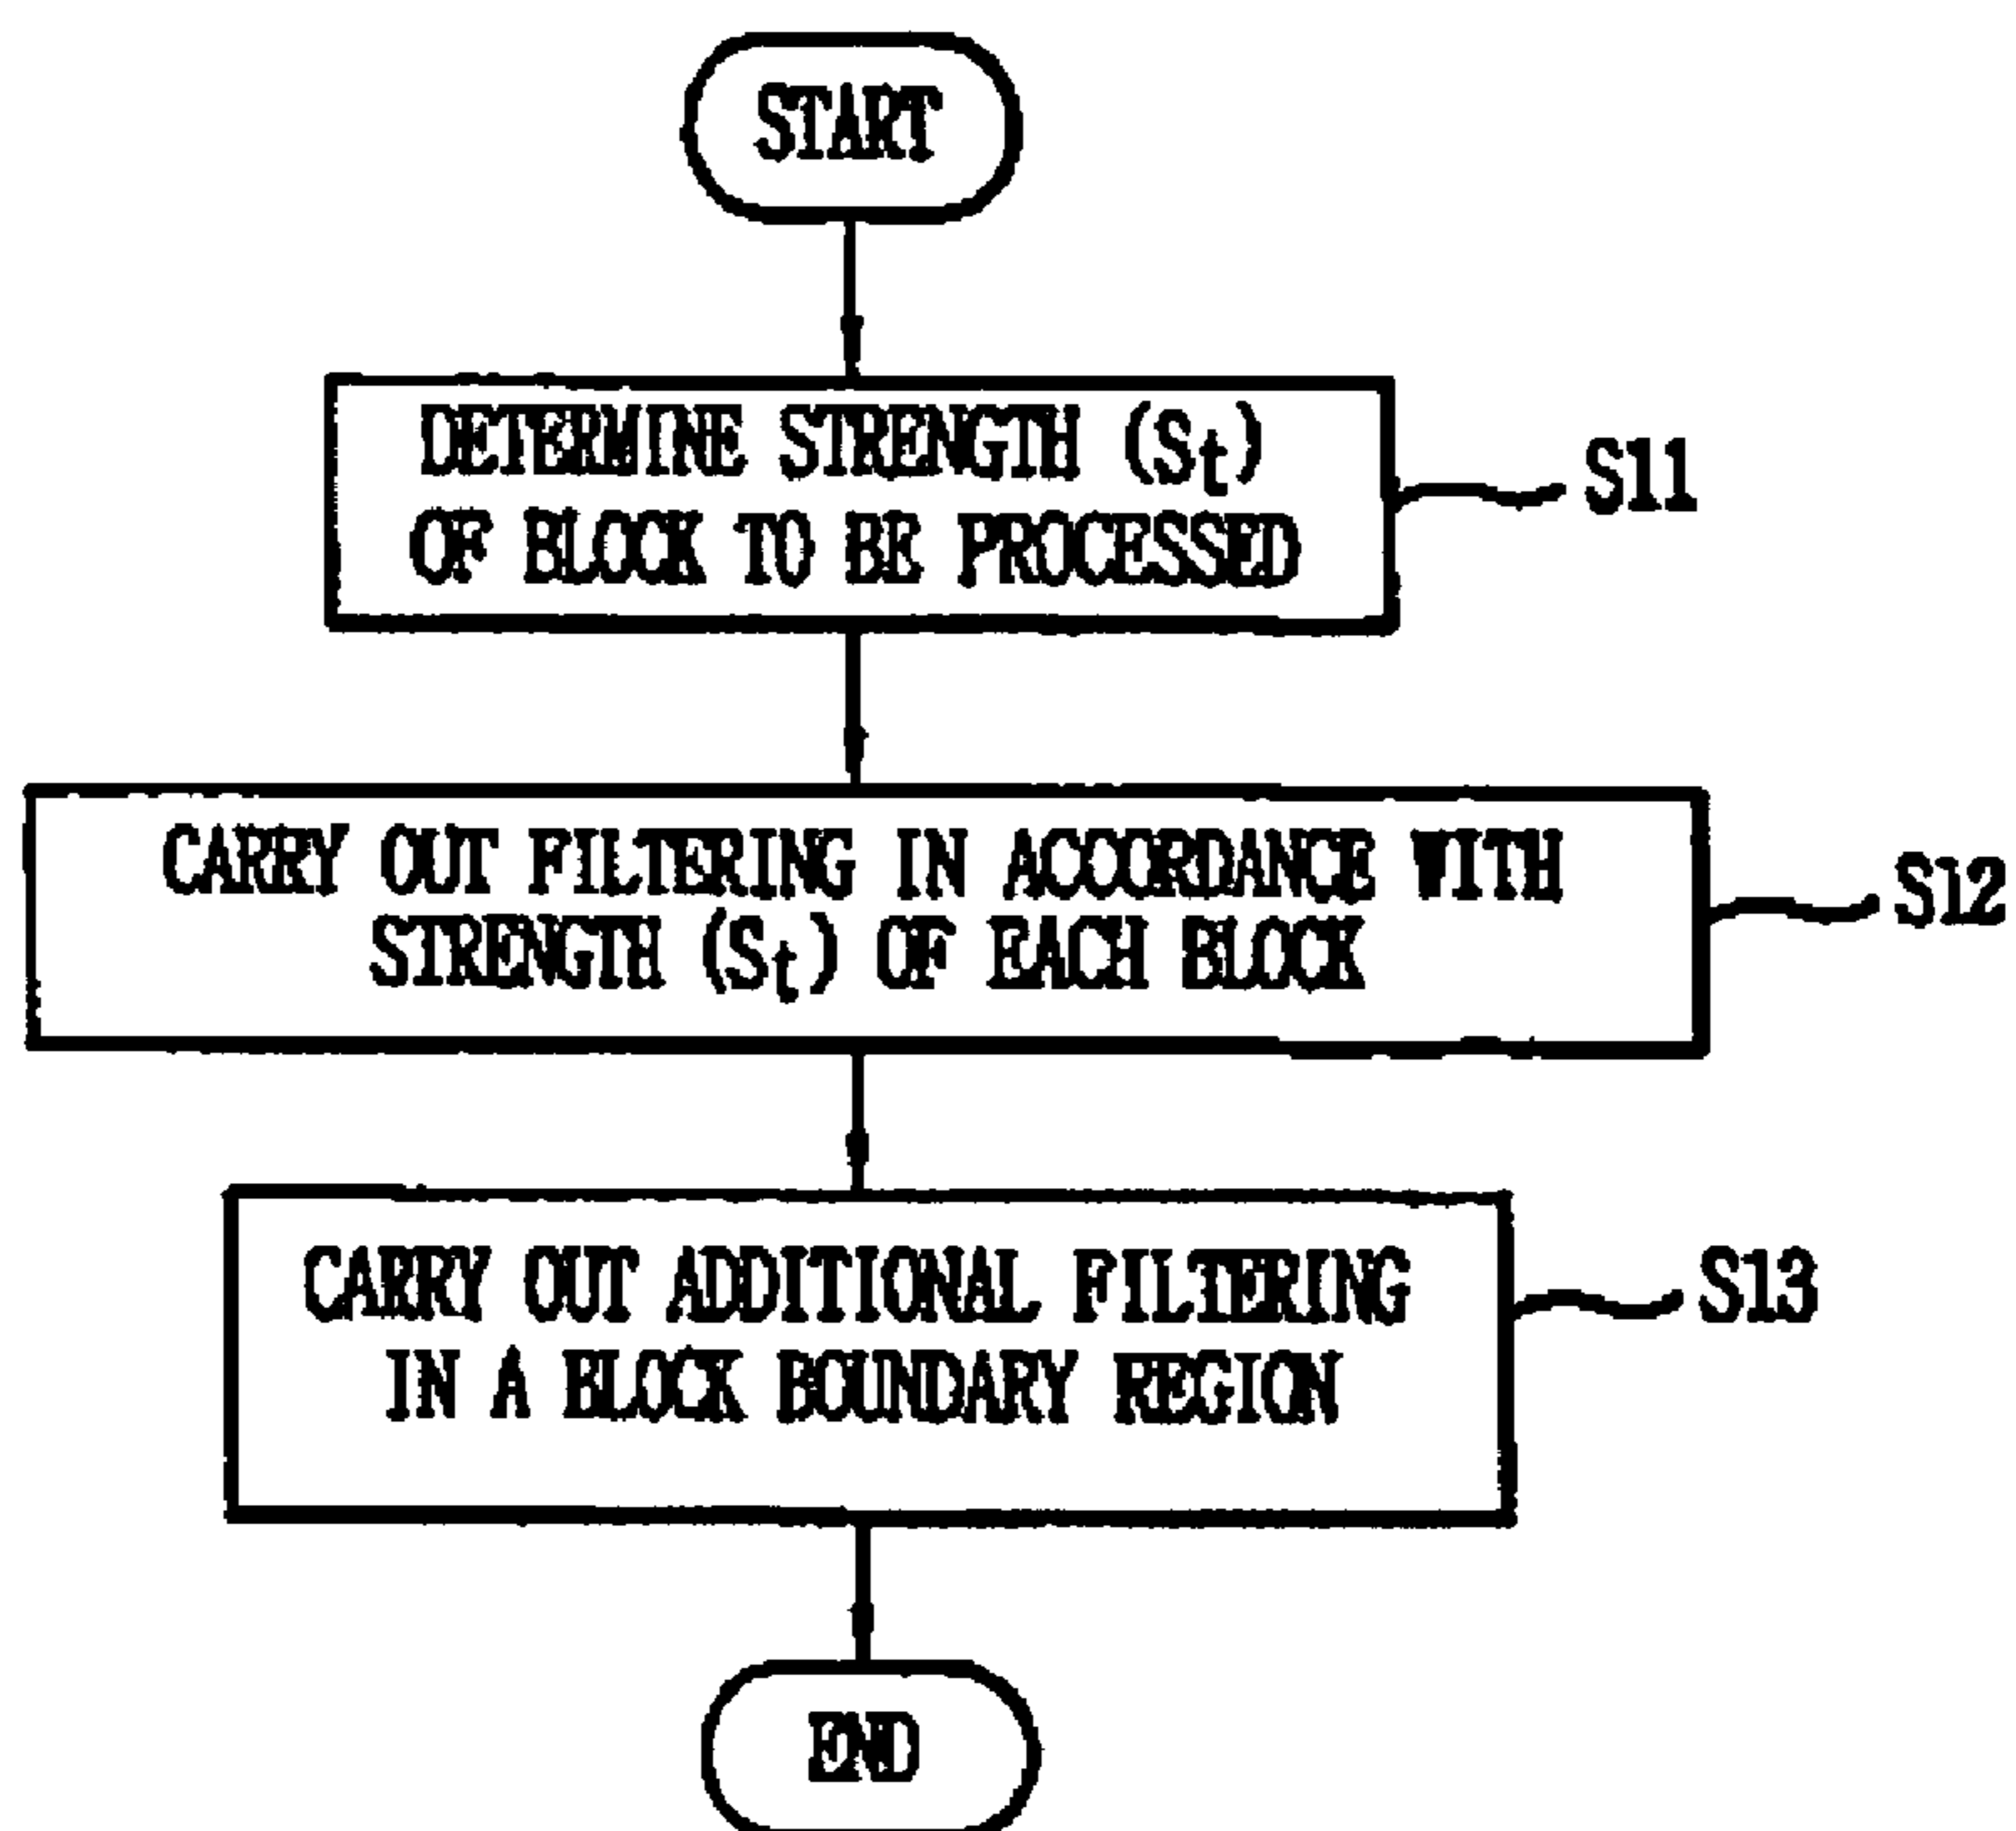 START
DETERMINE STRENGTH (St)
OF BLOCK TO BE PROCESSED
S11
CARRY OUT FILTERING IN ACCORDANCE WITH
STRENGTH (St) OF EACH BLOCK
S12
CARRY OUT ADDITIONAL FILTERING
IN A BLOCK BOUNDARY REGION
S13
END